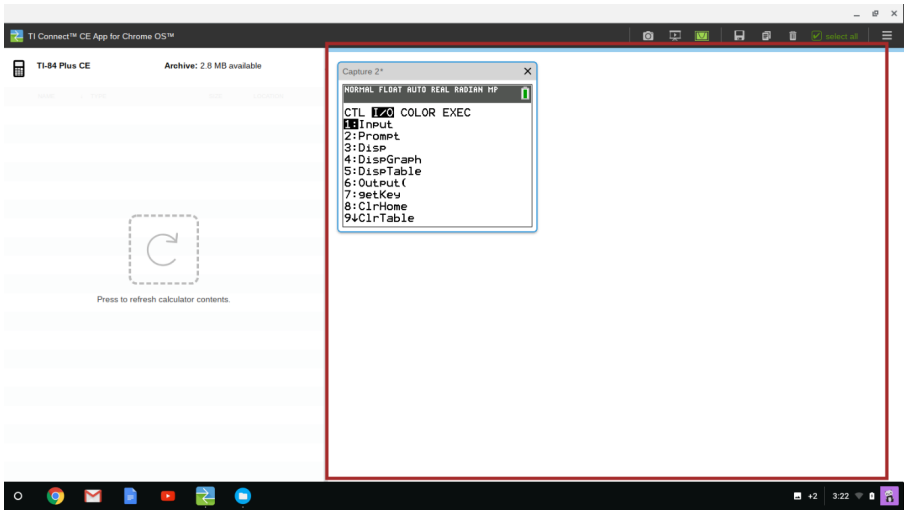 TI Connect™ CE App for Chrome OS™
select all
TI-84 Plus CE
Archive: 2.8 MB available
Press to refresh calculator contents.
Capture 2*
NORMAL FLOAT AUTO REAL RADIAN MP
CTL I/O COLOR EXEC
1:Input
2:Prompt
3:Disp
4:DispGraph
5:DispTable
6:Output(
7:getKey
8:ClrHome
9↓ClrTable
+2
3:22